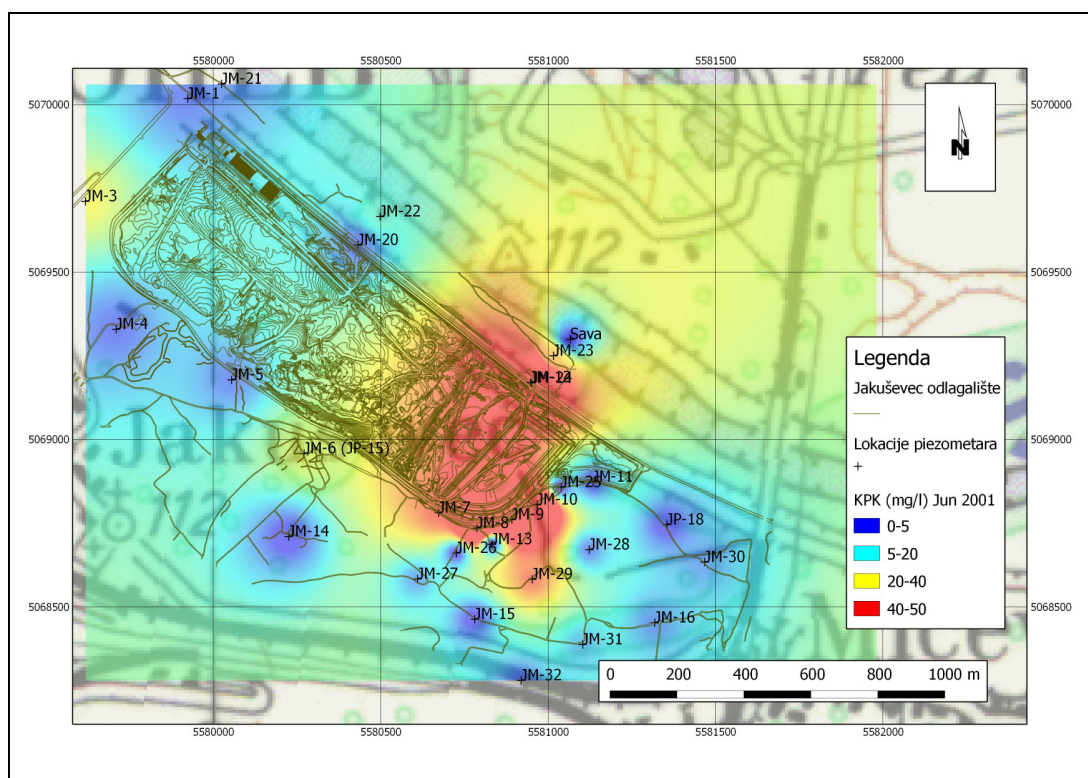 5580000 5580500 5581000 5581500 5582000
JM-21
JM-1
5070000 5070000
N
JM-3
JM-22
JM-20
112
5069500 5069500
JM-4
Sava
JM-23
JM-5
Legenda
Jakuševec odlagalište
Lokacije piezometara
KPK (mg/l) Jun 2001
0-5
5-20
20-40
40-50
5069000 5069000
JM-6 (JP-15)
JM-11
JM-25
JM-10
JM-7
JM-9
JM-8
JP-18
112
JM-14
JM-13
JM-26
JM-28
JM-30
JM-27
JM-29
5068500 5068500
JM-15
JM-16
JM-31
JM-32
0 200 400 600 800 1000 m
5580000 5580500 5581000 5581500 5582000